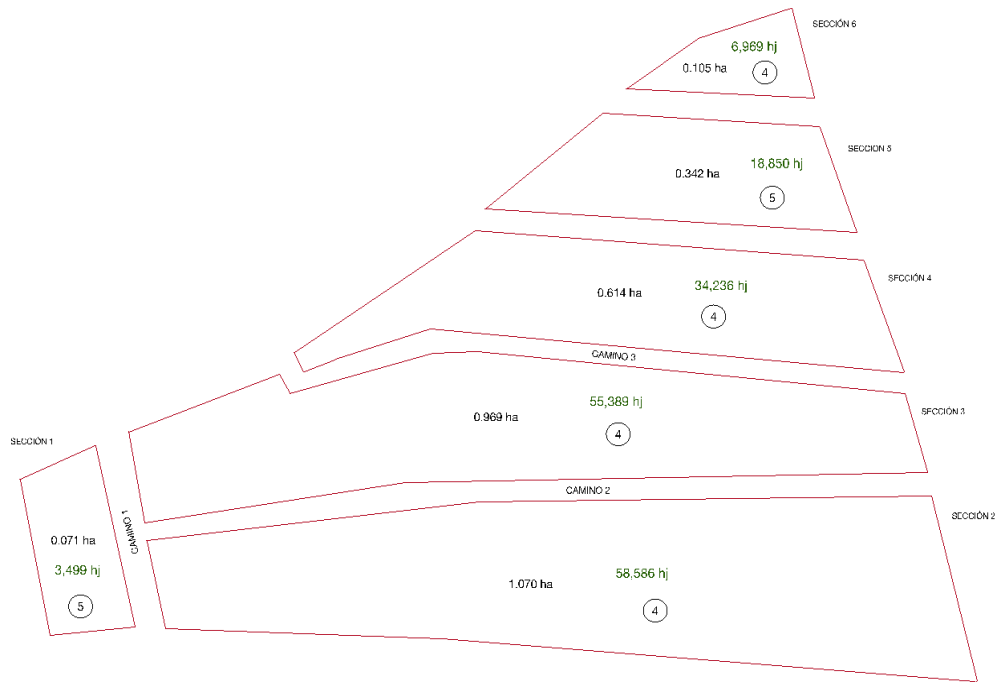 SECCIÓN 6
6,969 hj
0.105 ha
4
SECCIÓN 5
18,850 hj
0.342 ha
5
SECCIÓN 4
34,236 hj
0.614 ha
4
CAMINO 3
55,389 hj
0.969 ha
4
SECCIÓN 3
SECCIÓN 1
CAMINO 2
CAMINO 1
SECCIÓN 2
0.071 ha
3,499 hj
5
58,586 hj
1.070 ha
4